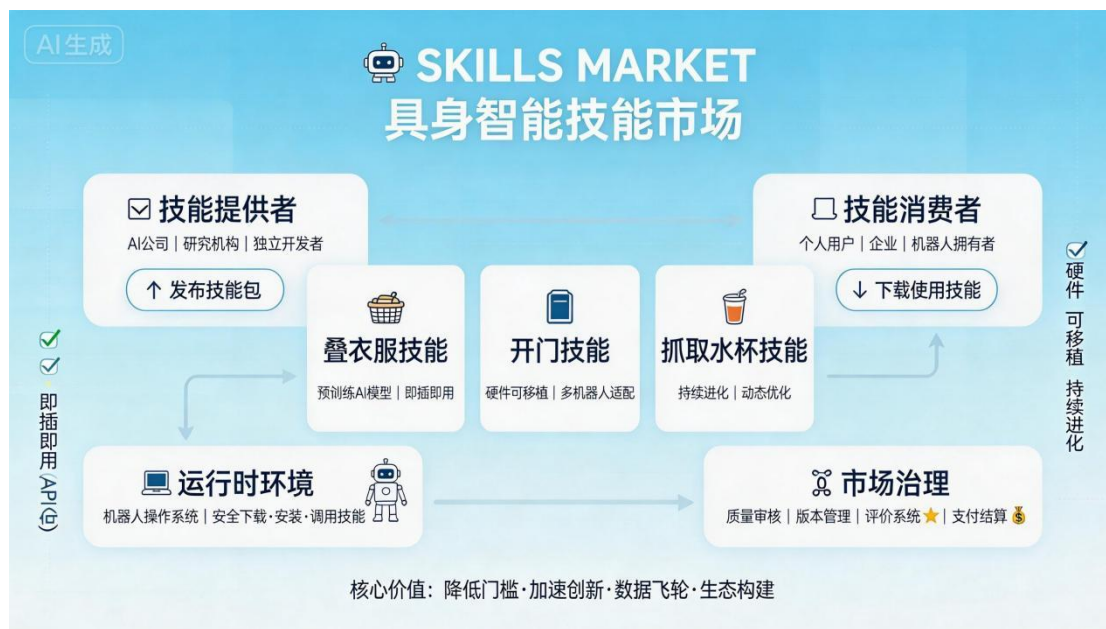 AI生成
SKILLS MARKET
具身智能技能市场
技能提供者
AI公司 | 研究机构 | 独立开发者
↑ 发布技能包
技能消费者
个人用户 | 企业 | 机器人拥有者
↓ 下载使用技能
叠衣服技能
预训练AI模型 | 即插即用
开门技能
硬件可移植 | 多机器人适配
抓取水杯技能
持续进化 | 动态优化
即插即用
硬件 可移植 持续进化
运行时环境
机器人操作系统 | 安全下载·安装·调用技能
市场治理
质量审核 | 版本管理 | 评价系统 | 支付结算
核心价值：降低门槛·加速创新·数据飞轮·生态构建